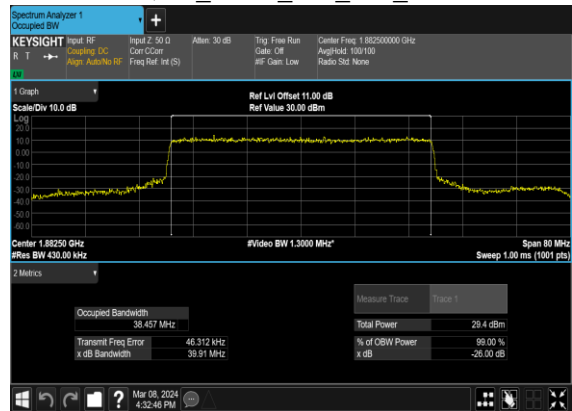 Spectrum Analyzer 1
Occupied BW
+
KEYSIGHT Input: RF Input Z: 50 Ω Atten: 30 dB Trig: Free Run Center Freq: 1.882500000 GHz
R T Coupling: DC Corr CCorr Gate: Off Avg|Hold: 100/100
Align: Auto/No RF Freq Ref: Int (S) #IF Gain: Low Radio Std: None
1 Graph
Ref Lvl Offset 11.00 dB
Scale/Div 10.0 dB Ref Value 30.00 dBm
Log
20.0
10.0
0.00
-10.0
-20.0
-30.0
-40.0
-50.0
-60.0
Center 1.88250 GHz #Video BW 1.3000 MHz* Span 80 MHz
#Res BW 430.00 kHz Sweep 1.00 ms (1001 pts)
2 Metrics
Measure Trace Trace 1
Occupied Bandwidth
38.457 MHz Total Power 29.4 dBm
Transmit Freq Error 46.312 kHz % of OBW Power 99.00 %
x dB Bandwidth 39.91 MHz x dB -26.00 dB
? Mar 08, 2024
4:32:46 PM